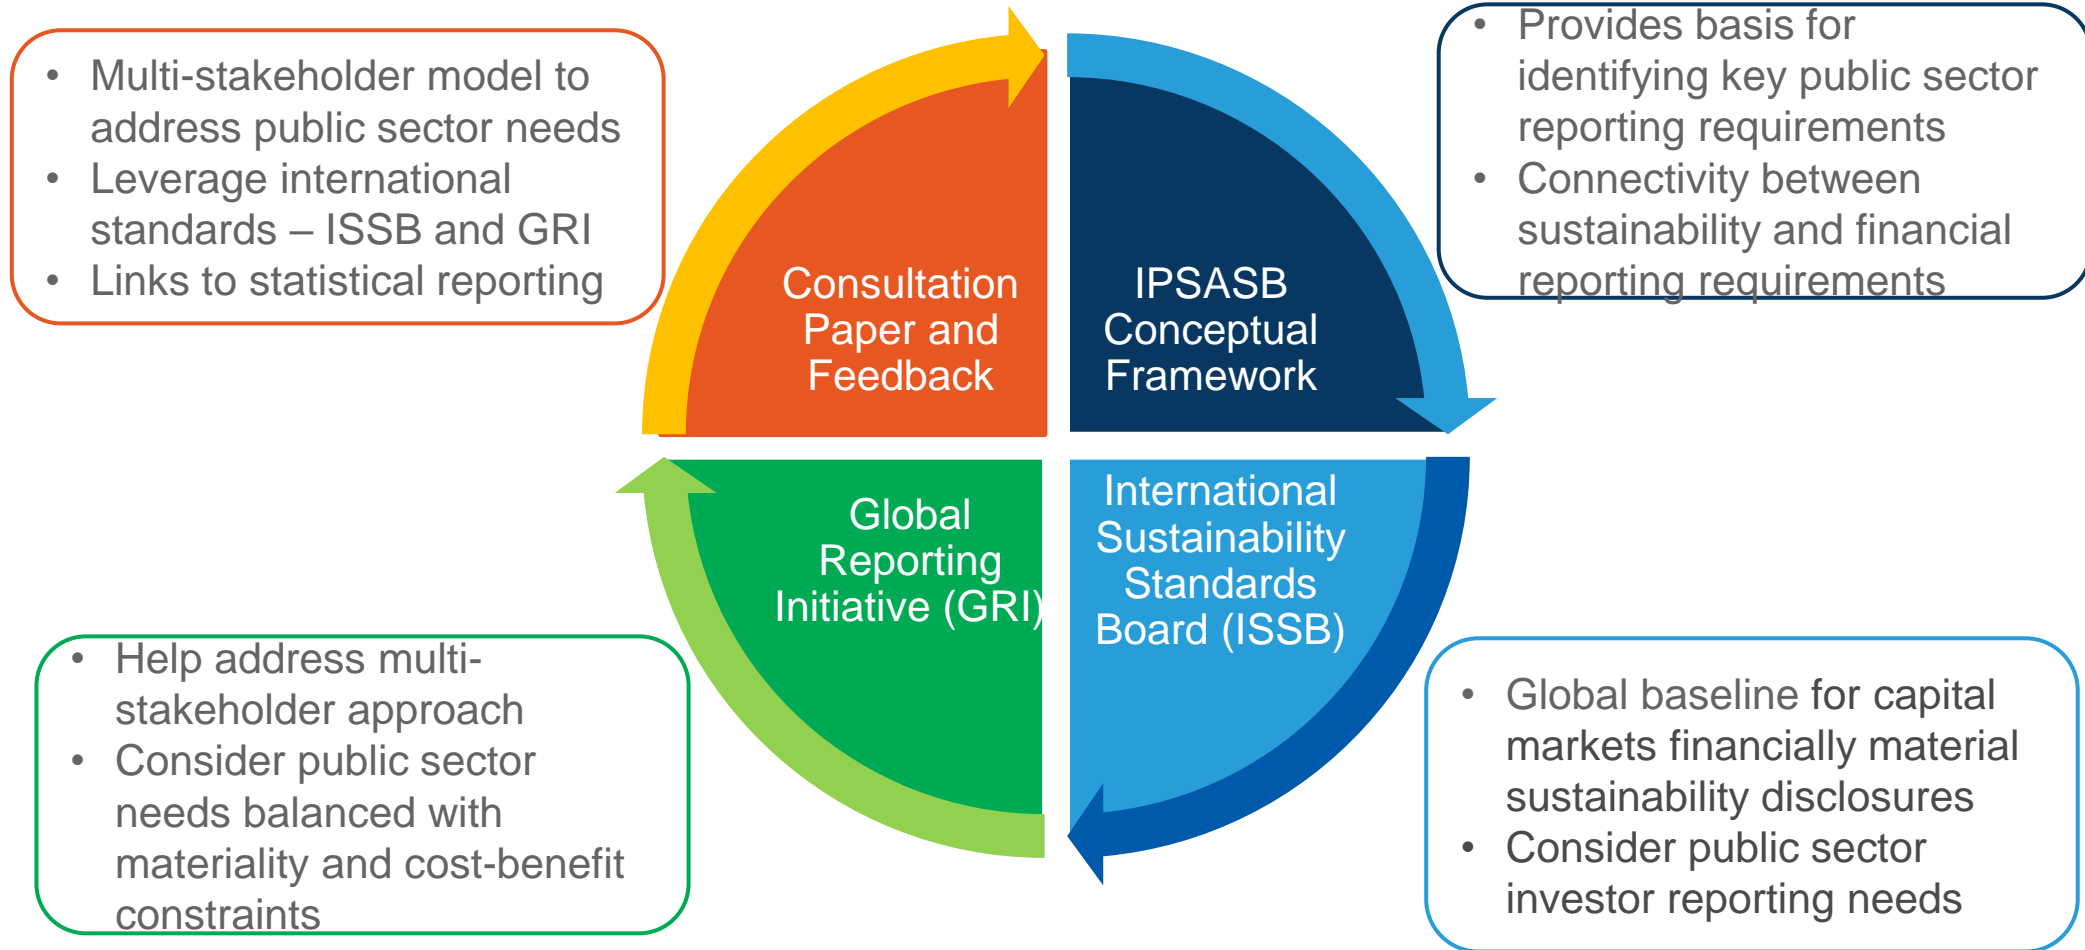 • Multi-stakeholder model to
address public sector needs
• Leverage international
standards – ISSB and GRI
• Links to statistical reporting
• Provides basis for
identifying key public sector
reporting requirements
• Connectivity between
sustainability and financial
reporting requirements
Consultation
Paper and
Feedback
IPSASB
Conceptual
Framework
Global
Reporting
Initiative (GRI)
International
Sustainability
Standards
Board (ISSB)
• Help address multi-
stakeholder approach
• Consider public sector
needs balanced with
materiality and cost-benefit
constraints
• Global baseline for capital
markets financially material
sustainability disclosures
• Consider public sector
investor reporting needs